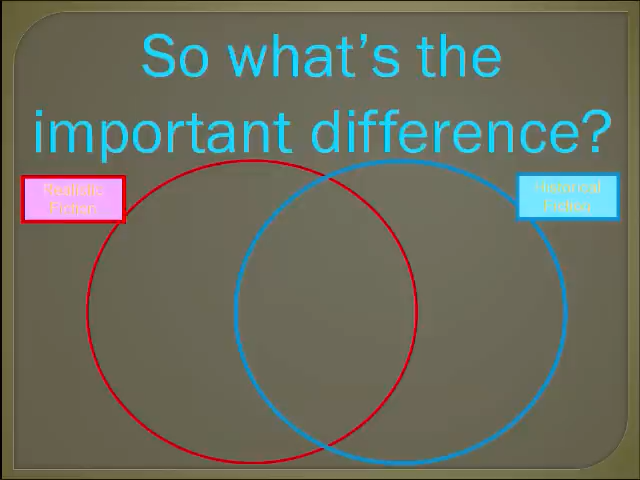 So what's the
important difference?
Realistic
Fiction
Historical
Fiction